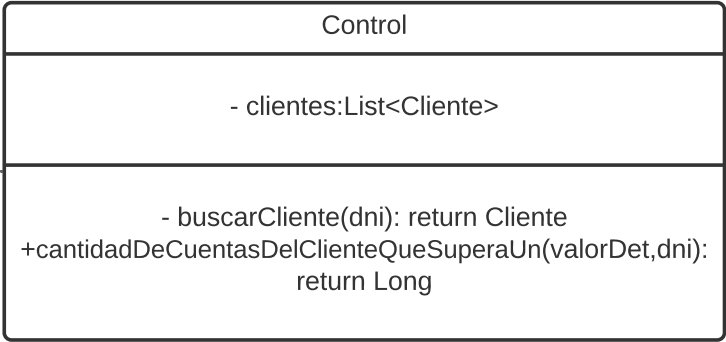 Control
- clientes:List<Cliente>
- buscarCliente(dni): return Cliente
+cantidadDeCuentasDelClienteQueSuperaUn(valorDet,dni):
return Long